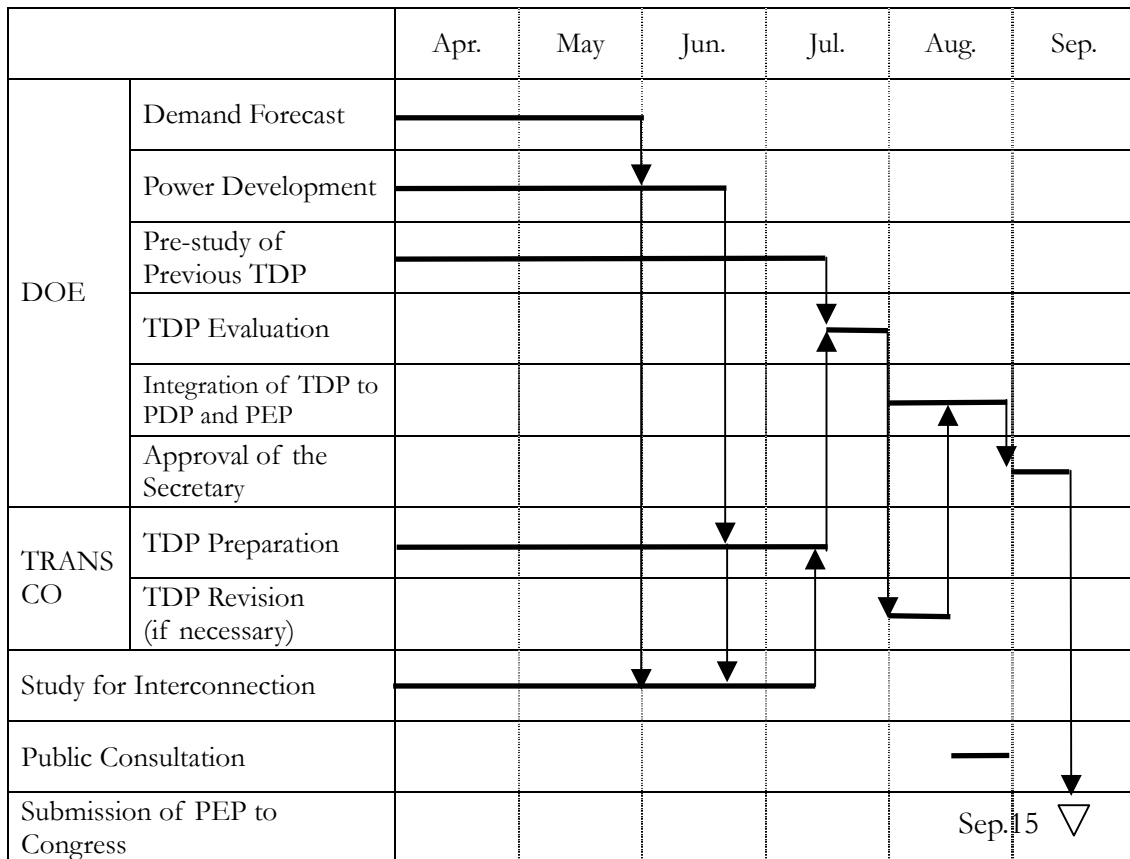 Apr. May Jun. Jul. Aug. Sep.
DOE
Demand Forecast
Power Development
Pre-study of
Previous TDP
TDP Evaluation
Integration of TDP to
PDP and PEP
Approval of the
Secretary
TRANS
CO
TDP Preparation
TDP Revision
(if necessary)
Study for Interconnection
Public Consultation
Submission of PEP to
Congress
Sep.15